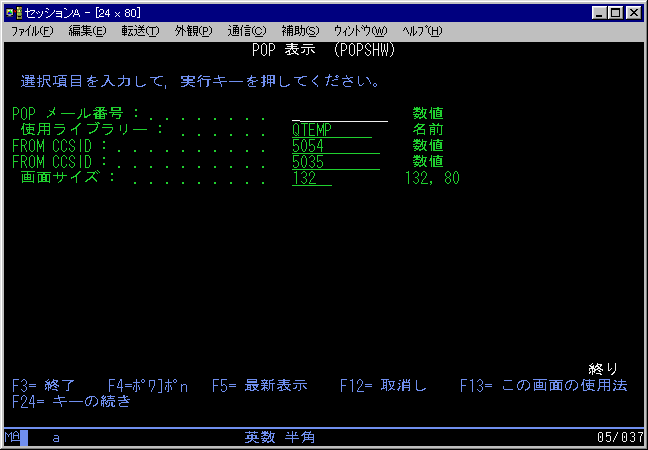 セッションA - [24 × 80]
ファイル(F) 編集(E) 転送(T) 外観(P) 通信(C) 補助(S) ウィンドウ(W) ヘルプ(H)
POP 表示 (POPSHW)
選択項目を入力して, 実行キーを押してください。
POP メール番号 : . . . . . . . . _ 数値
使用ライブラリー : . . . . . . QTEMP 名前
FROM CCSID : . . . . . . . . . . 5054 数値
FROM CCSID : . . . . . . . . . . 5035 数値
画面サイズ : . . . . . . . . . 132 132, 80
終り
F3= 終了 F4=ﾎﾟﾜ]ﾎﾟn F5= 最新表示 F12= 取消し F13= この画面の使用法
F24= キーの続き
MA a 英数 半角 05/037